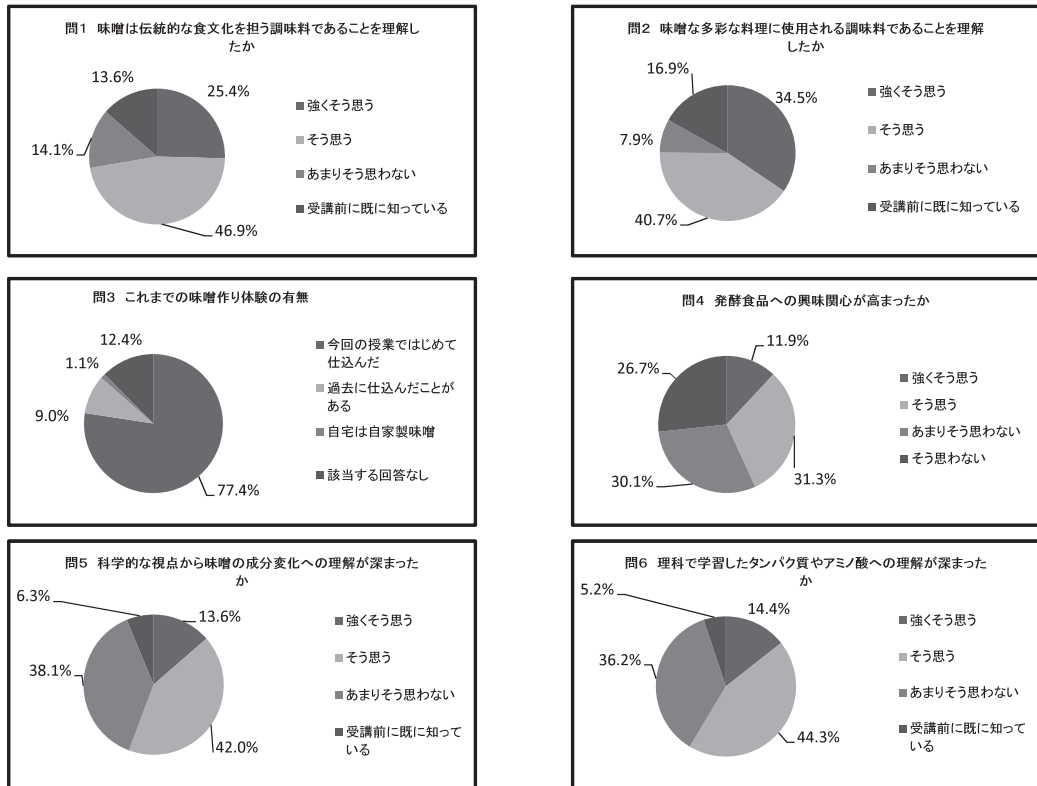 問1 味噌は伝統的な食文化を担う調味料であることを理解し
たか
13.6%
25.4%
14.1%
46.9%
強くそう思う
そう思う
あまりそう思わない
受講前に既に知っている
問2 味噌な多彩な料理に使用される調味料であることを理解
したか
16.9%
34.5%
7.9%
40.7%
強くそう思う
そう思う
あまりそう思わない
受講前に既に知っている
問3 これまでの味噌作り体験の有無
12.4%
1.1%
9.0%
77.4%
今回の授業ではじめて
仕込んだ
過去に仕込んだことが
ある
自宅は自家製味噌
該当する回答なし
問4 発酵食品への興味関心が高まったか
11.9%
26.7%
30.1%
31.3%
強くそう思う
そう思う
あまりそう思わない
そう思わない
問5 科学的な視点から味噌の成分変化への理解が深まった
か
6.3%
13.6%
38.1%
42.0%
強くそう思う
そう思う
あまりそう思わない
受講前に既に知って
いる
問6 理科で学習したタンパク質やアミノ酸への理解が深まった
か
5.2%
14.4%
36.2%
44.3%
強くそう思う
そう思う
あまりそう思わない
受講前に既に知って
いる